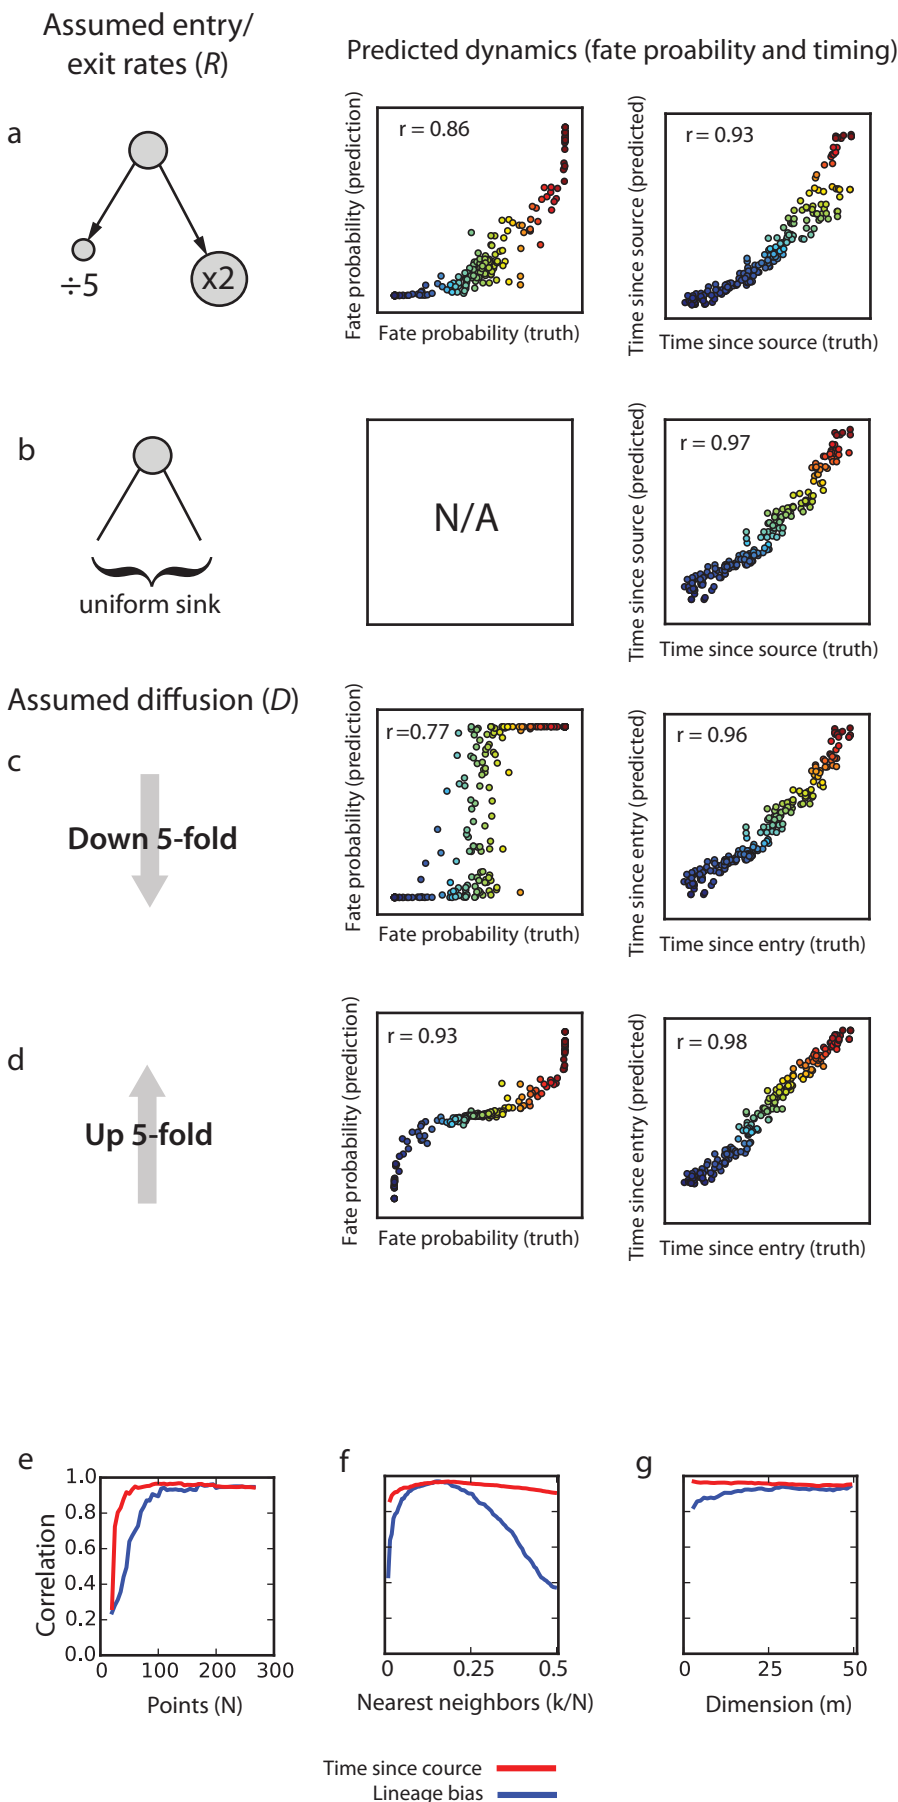 Assumed entry/
exit rates (R)
Predicted dynamics (fate proability and timing)
a
÷5
x2
r = 0.86
Fate probability (prediction)
Fate probability (truth)
r = 0.93
Time since source (predicted)
Time since source (truth)
b
uniform sink
N/A
r = 0.97
Time since source (predicted)
Time since source (truth)
Assumed diffusion (D)
c
Down 5-fold
r=0.77
Fate probability (prediction)
Fate probability (truth)
r = 0.96
Time since entry (predicted)
Time since entry (truth)
d
Up 5-fold
r = 0.93
Fate probability (prediction)
Fate probability (truth)
r = 0.98
Time since entry (predicted)
Time since entry (truth)
e
1.0
0.8
0.6
0.4
0.2
0.0
Correlation
0 100 200 300
Points (N)
f
0 0.25 0.5
Nearest neighbors (k/N)
g
0 25 50
Dimension (m)
Time since cource
Lineage bias